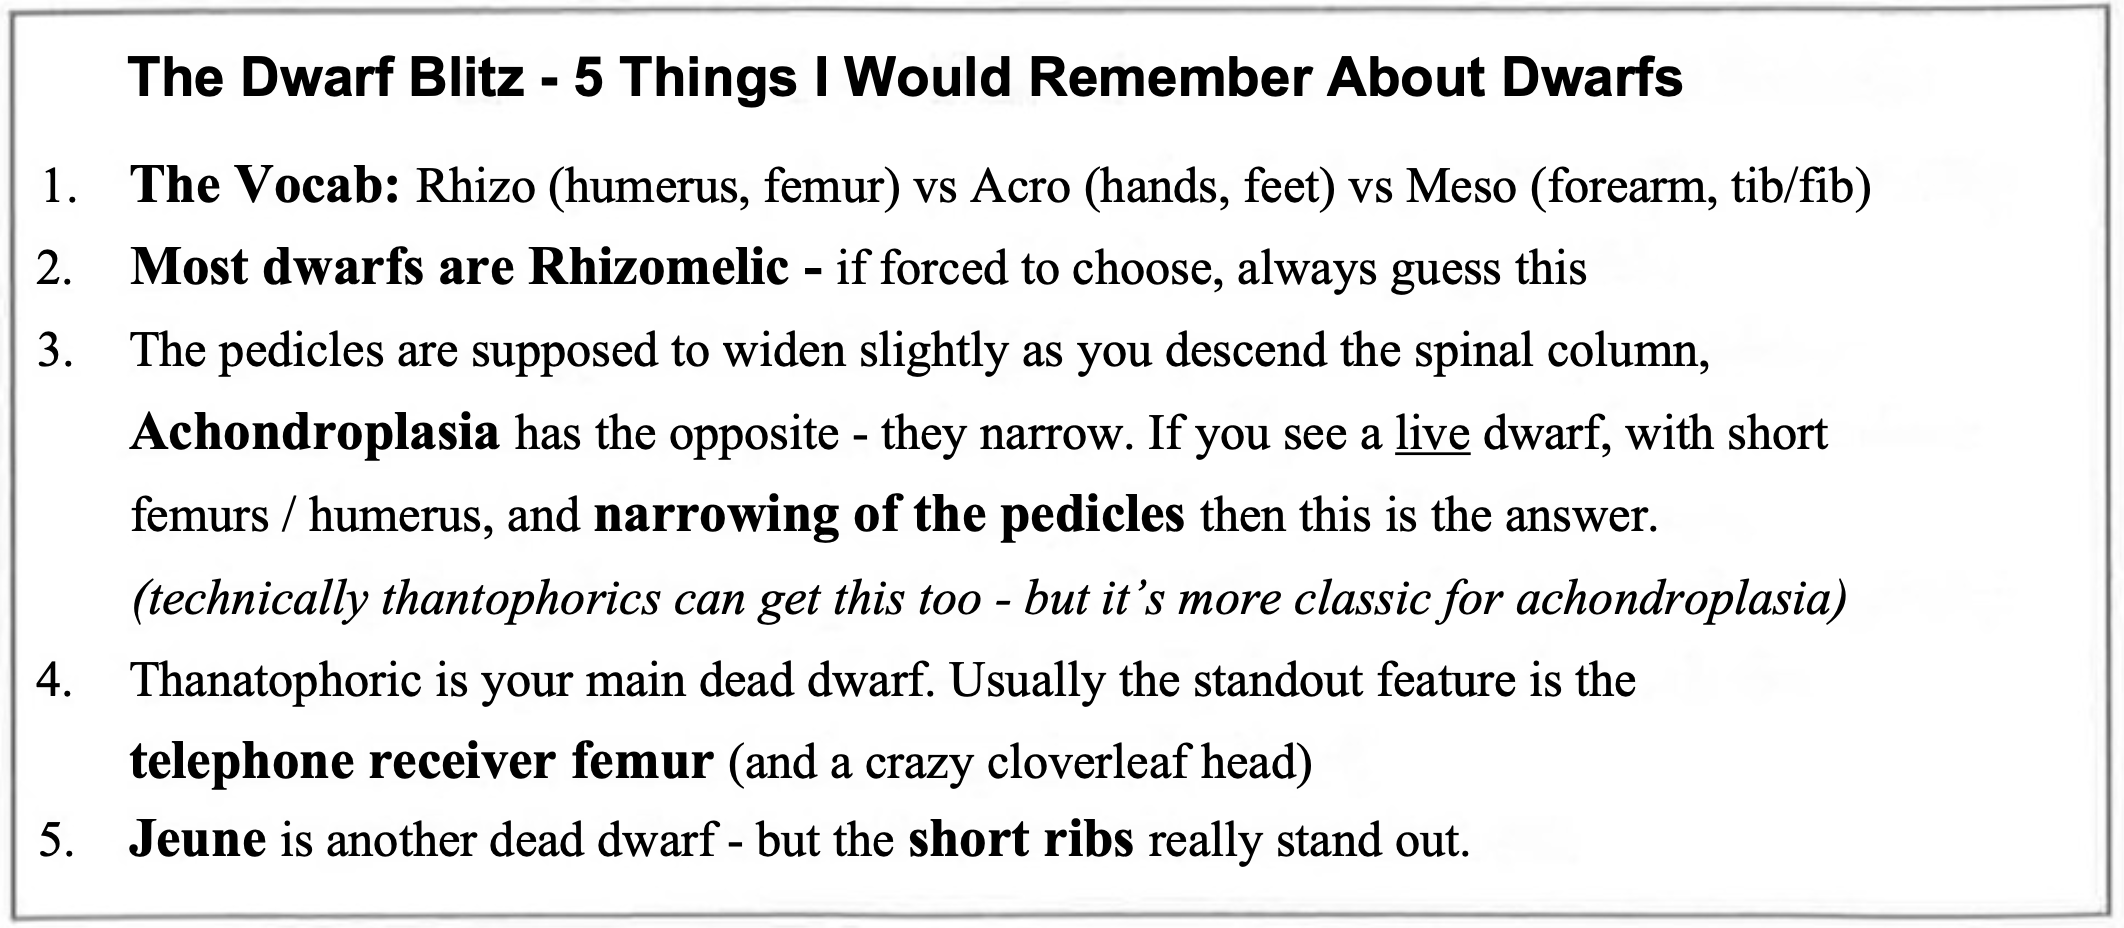 The Dwarf Blitz - 5 Things I Would Remember About Dwarfs
1. The Vocab: Rhizo (humerus, femur) vs Acro (hands, feet) vs Meso (forearm, tib/fib)
2. Most dwarfs are Rhizomelic - if forced to choose, always guess this
3. The pedicles are supposed to widen slightly as you descend the spinal column,
Achondroplasia has the opposite - they narrow. If you see a live dwarf, with short
femurs / humerus, and narrowing of the pedicles then this is the answer.
(technically thantophorics can get this too - but it’s more classic for achondroplasia)
4. Thanatophoric is your main dead dwarf. Usually the standout feature is the
telephone receiver femur (and a crazy cloverleaf head)
5. Jeune is another dead dwarf - but the short ribs really stand out.